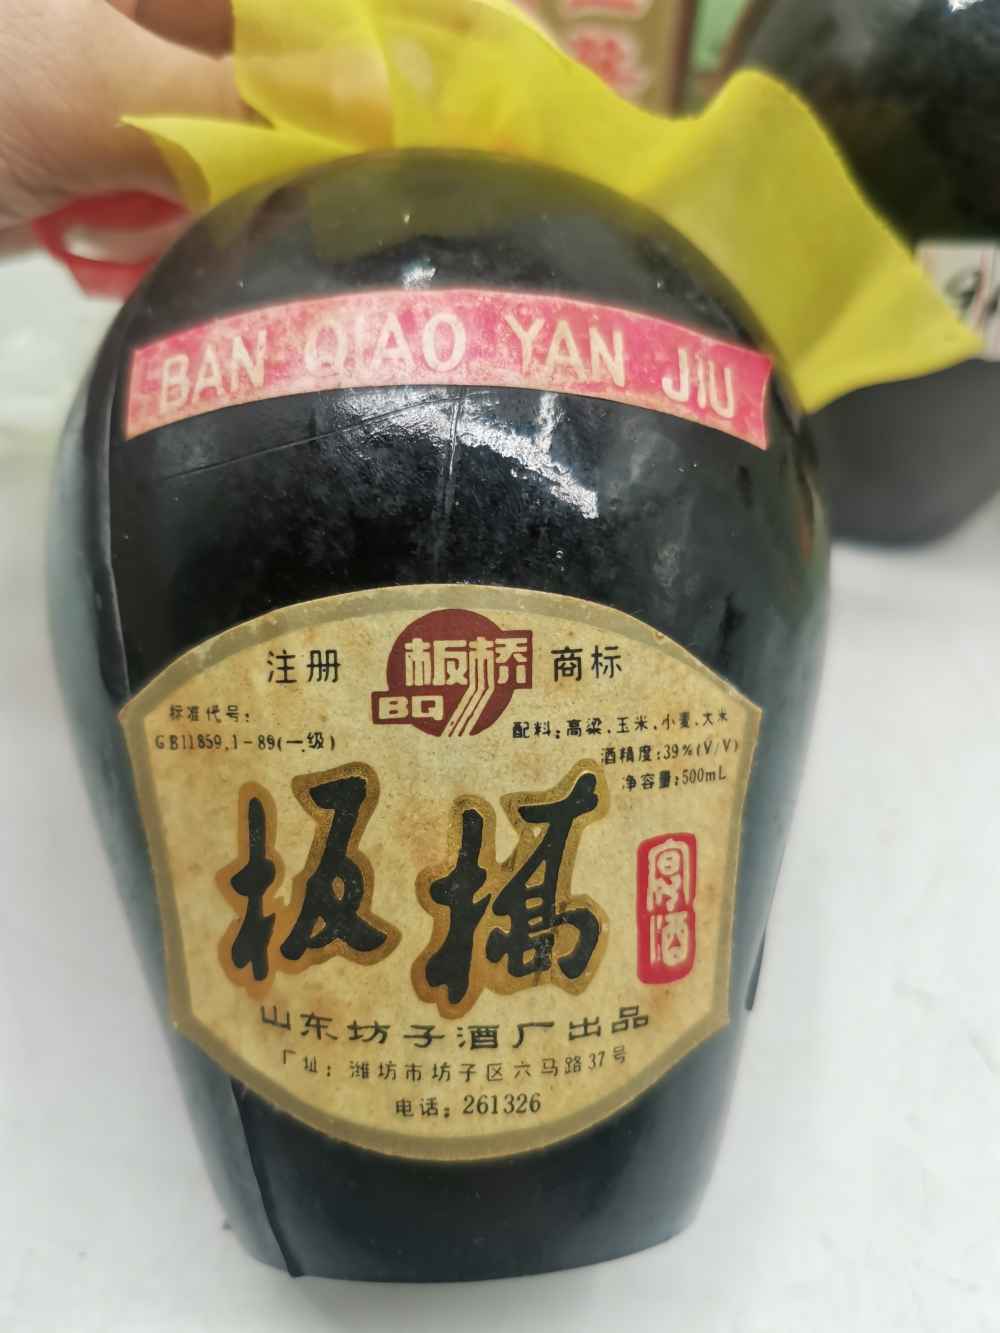 BAN QIAO YAN JIU
注册 板桥 商标
BQ
标准代号:
GB11859.1-89(一级)
配料:高粱、玉米、小麦、大米
酒精度:39%(V/V)
净容量:500mL
板橋
宴酒
山东坊子酒厂出品
厂址:潍坊市坊子区六马路37号
电话:261326